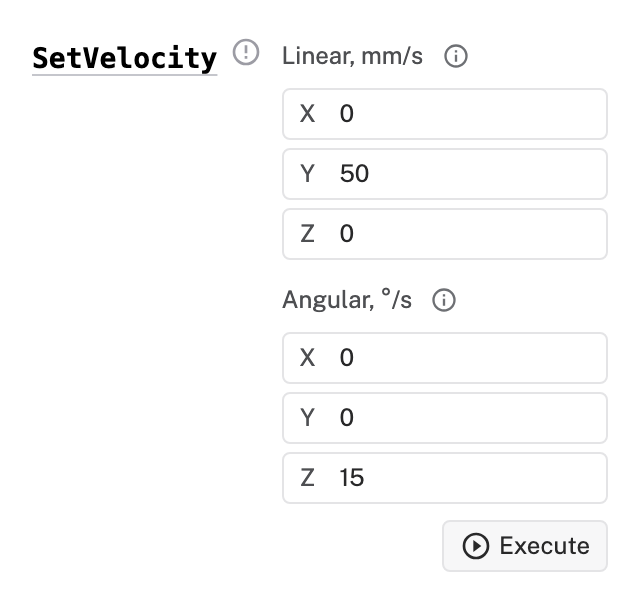 SetVelocity
Linear, mm/s
X 0
Y 50
Z 0
Angular, °/s
X 0
Y 0
Z 15
Execute